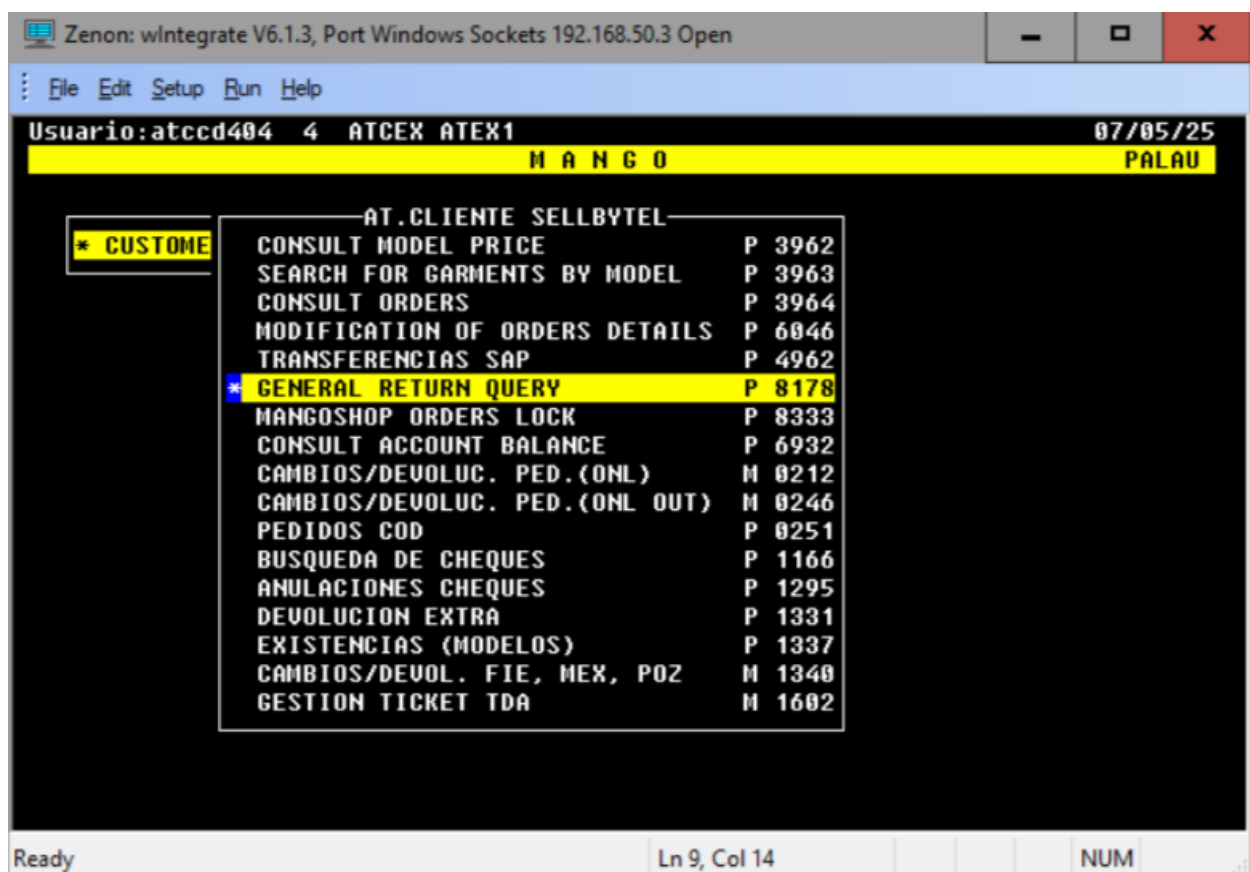 Zenon: wIntegrate V6.1.3, Port Windows Sockets 192.168.50.3 Open
File Edit Setup Run Help
Usuario:atccd404 4 ATCEX ATEX1 07/05/25
M A N G O PALAU
AT.CLIENTE SELLBYTEL
* CUSTOME
CONSULT MODEL PRICE P 3962
SEARCH FOR GARMENTS BY MODEL P 3963
CONSULT ORDERS P 3964
MODIFICATION OF ORDERS DETAILS P 6046
TRANSFERENCIAS SAP P 4962
* GENERAL RETURN QUERY P 8178
MANGOSHOP ORDERS LOCK P 8333
CONSULT ACCOUNT BALANCE P 6932
CAMBIOS/DEVOLUC. PED.(ONL) M 0212
CAMBIOS/DEVOLUC. PED.(ONL OUT) M 0246
PEDIDOS COD P 0251
BUSQUEDA DE CHEQUES P 1166
ANULACIONES CHEQUES P 1295
DEVOLUCION EXTRA P 1331
EXISTENCIAS (MODELOS) P 1337
CAMBIOS/DEVOL. FIE, MEX, POZ M 1340
GESTION TICKET TDA M 1602
Ready Ln 9, Col 14 NUM